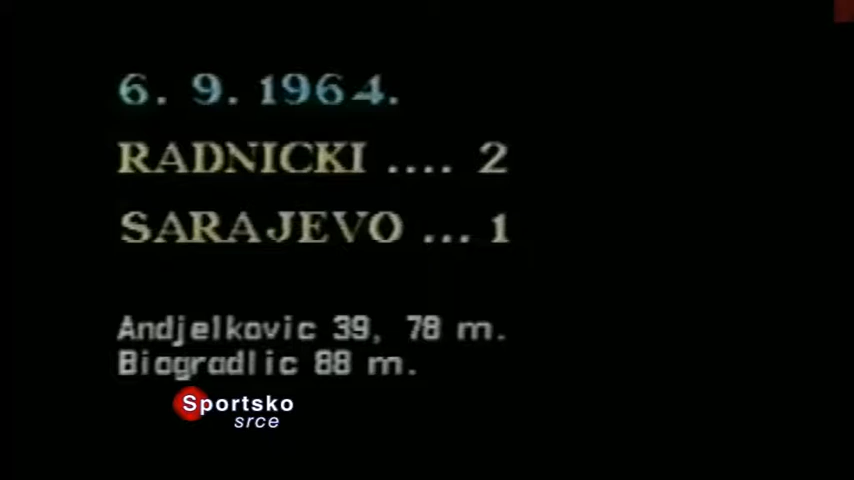 6. 9. 1964.
RADNICKI .... 2
SARAJEVO ... 1
Andjelkovic 39, 78 m.
Biogradlic 88 m.
Sportsko
srce